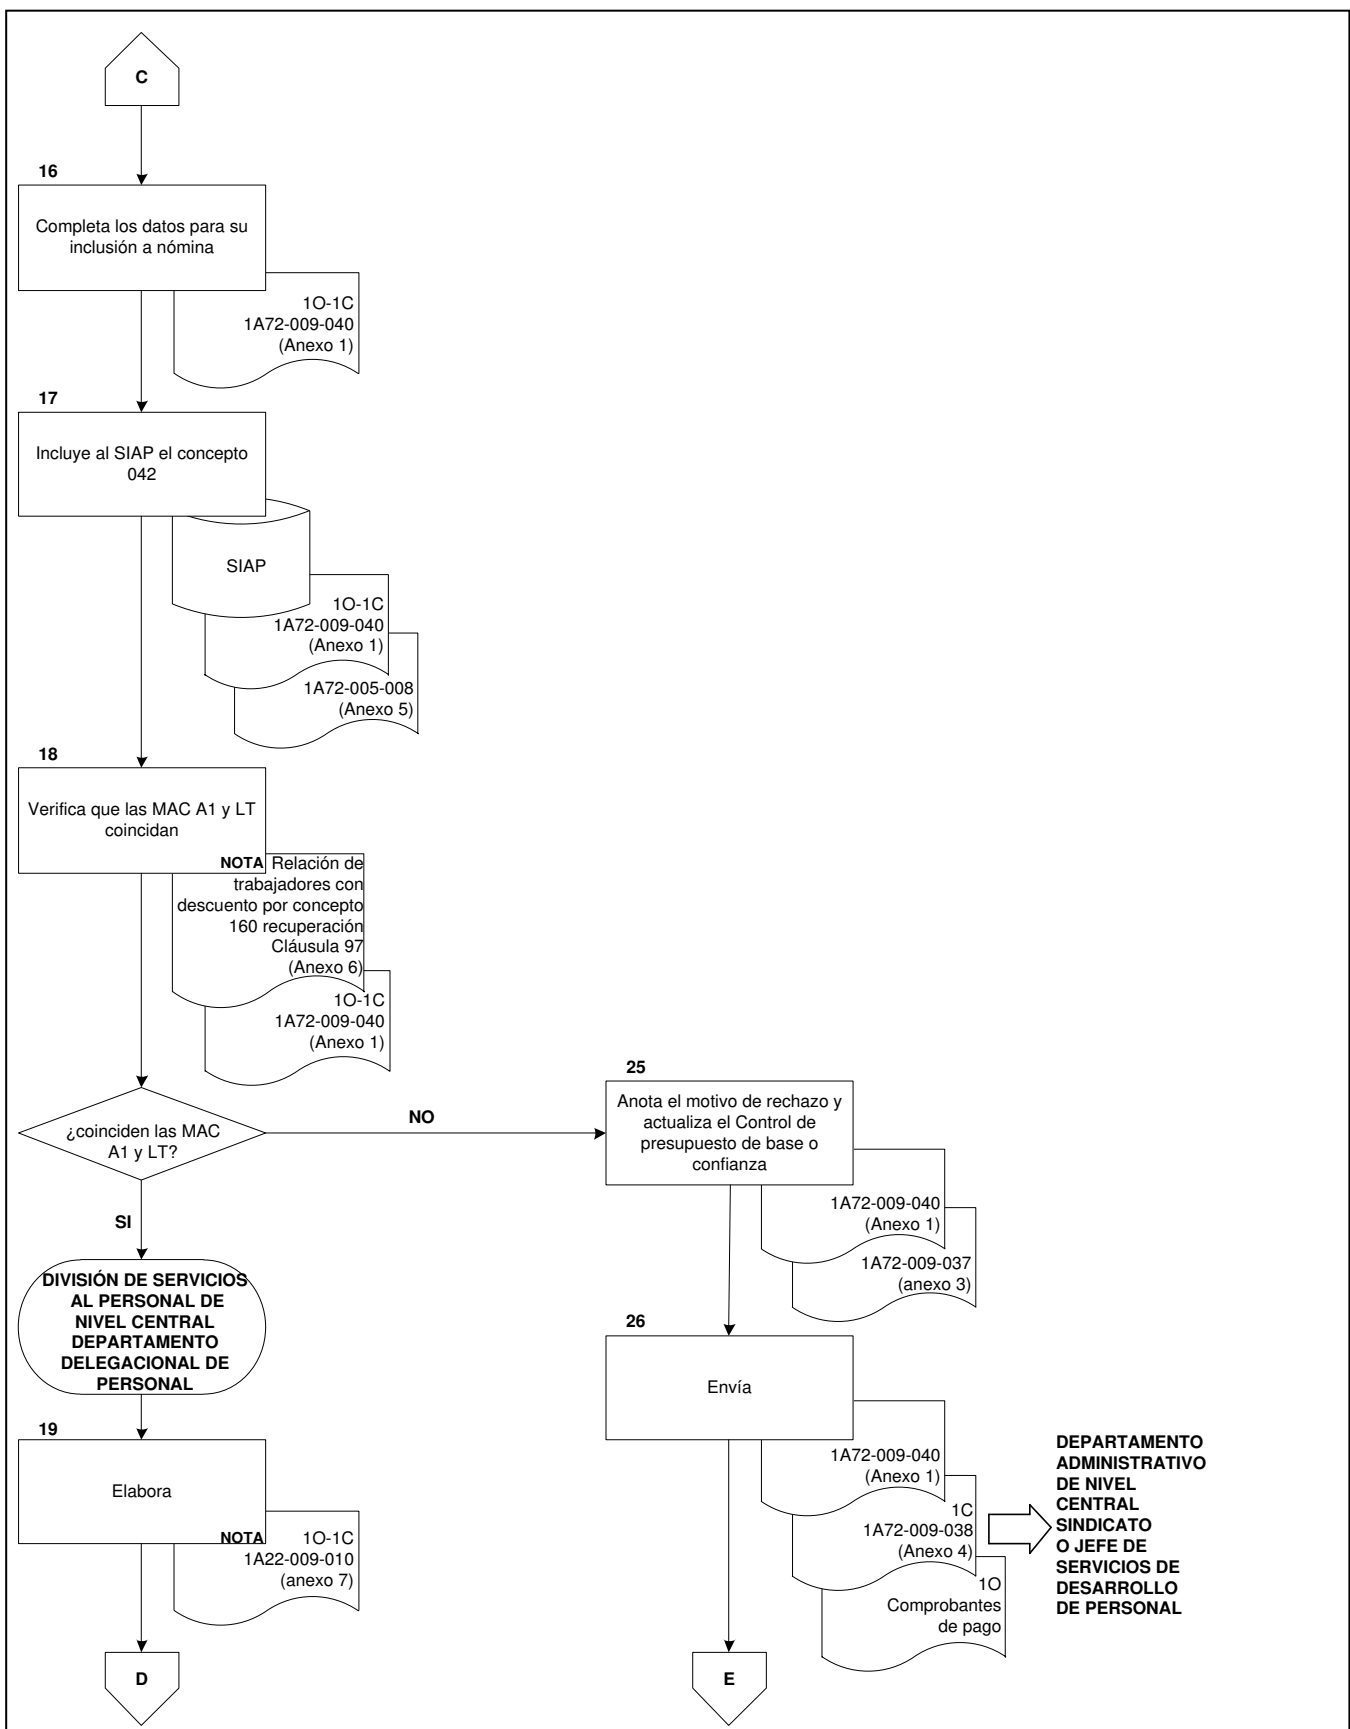 C
16
Completa los datos para su
inclusión a nómina
1O-1C
1A72-009-040
(Anexo 1)
17
Incluye al SIAP el concepto
042
SIAP
1O-1C
1A72-009-040
(Anexo 1)
1A72-005-008
(Anexo 5)
18
Verifica que las MAC A1 y LT
coincidan
NOTA Relación de
trabajadores con
descuento por concepto
160 recuperación
Cláusula 97
(Anexo 6)
1O-1C
1A72-009-040
(Anexo 1)
¿coinciden las MAC
A1 y LT?
NO
SI
DIVISIÓN DE SERVICIOS
AL PERSONAL DE
NIVEL CENTRAL
DEPARTAMENTO
DELEGACIONAL DE
PERSONAL
19
Elabora
NOTA 1O-1C
1A22-009-010
(anexo 7)
D
25
Anota el motivo de rechazo y
actualiza el Control de
presupuesto de base o
confianza
1A72-009-040
(Anexo 1)
1A72-009-037
(anexo 3)
26
Envía
1A72-009-040
(Anexo 1)
1C
1A72-009-038
(Anexo 4)
1O
Comprobantes
de pago
DEPARTAMENTO
ADMINISTRATIVO
DE NIVEL
CENTRAL
SINDICATO
O JEFE DE
SERVICIOS DE
DESARROLLO
DE PERSONAL
E